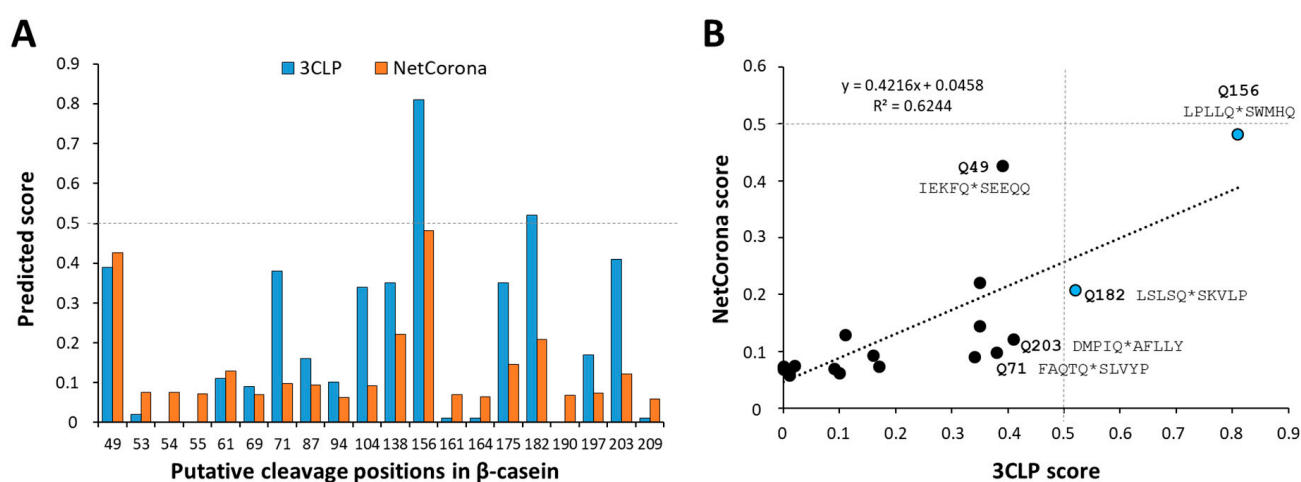 A
0.9
0.8
0.7
0.6
0.5
0.4
0.3
0.2
0.1
0
Predicted score
3CLP NetCorona
49 53 54 55 61 69 71 87 94 104 138 156 161 164 175 182 190 197 203 209
Putative cleavage positions in β-casein
B
0.6
0.5
0.4
0.3
0.2
0.1
0
NetCorona score
y = 0.4216x + 0.0458
R² = 0.6244
Q156
LPLLQ*SWMHQ
Q49
IEKFQ*SEEQQ
Q182 LSLSQ*SKVLP
Q203 DMPIQ*AFLLY
Q71 FAQTQ*SLVYP
0 0.1 0.2 0.3 0.4 0.5 0.6 0.7 0.8 0.9
3CLP score